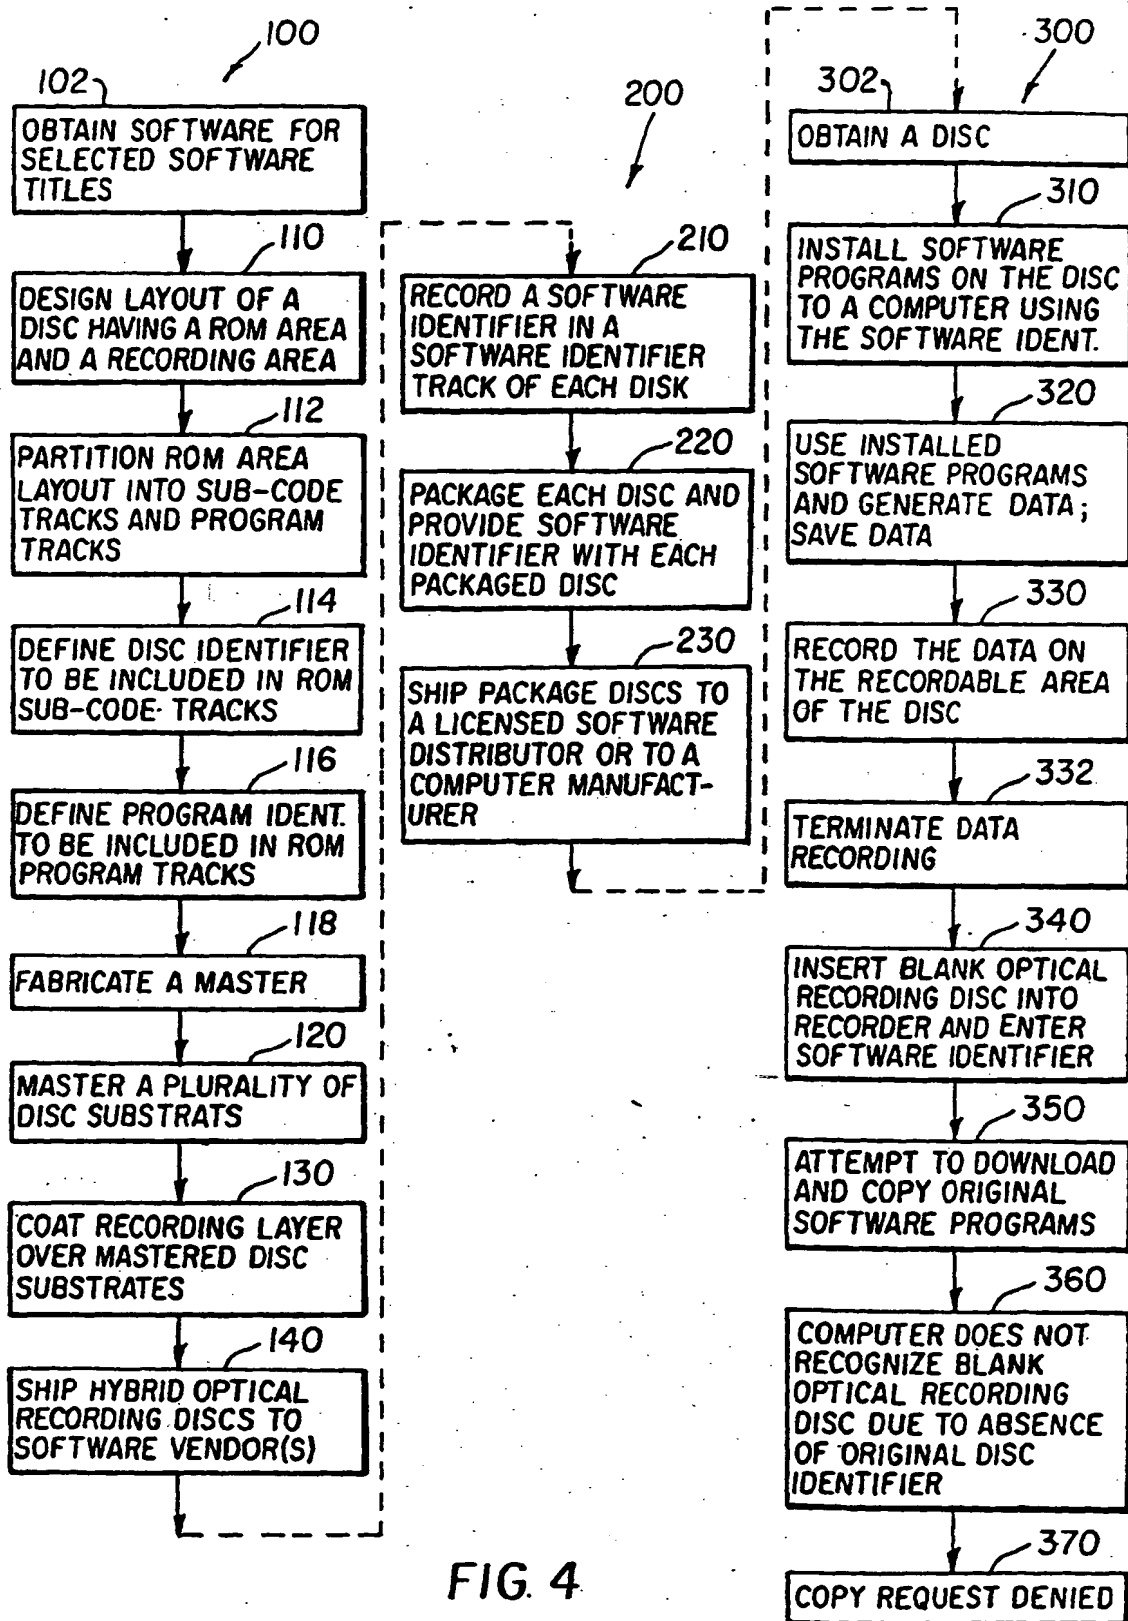 100
102
OBTAIN SOFTWARE FOR
SELECTED SOFTWARE
TITLES
110
DESIGN LAYOUT OF A
DISC HAVING A ROM AREA
AND A RECORDING AREA
112
PARTITION ROM AREA
LAYOUT INTO SUB-CODE
TRACKS AND PROGRAM
TRACKS
114
DEFINE DISC IDENTIFIER
TO BE INCLUDED IN ROM
SUB-CODE TRACKS
116
DEFINE PROGRAM IDENT.
TO BE INCLUDED IN ROM
PROGRAM TRACKS
118
FABRICATE A MASTER
120
MASTER A PLURALITY OF
DISC SUBSTRATS
130
COAT RECORDING LAYER
OVER MASTERED DISC
SUBSTRATES
140
SHIP HYBRID OPTICAL
RECORDING DISCS TO
SOFTWARE VENDOR(S)
200
210
RECORD A SOFTWARE
IDENTIFIER IN A
SOFTWARE IDENTIFIER
TRACK OF EACH DISK
220
PACKAGE EACH DISC AND
PROVIDE SOFTWARE
IDENTIFIER WITH EACH
PACKAGED DISC
230
SHIP PACKAGE DISCS TO
A LICENSED SOFTWARE
DISTRIBUTOR OR TO A
COMPUTER MANUFACT-
URER
300
302
OBTAIN A DISC
310
INSTALL SOFTWARE
PROGRAMS ON THE DISC
TO A COMPUTER USING
THE SOFTWARE IDENT.
320
USE INSTALLED
SOFTWARE PROGRAMS
AND GENERATE DATA;
SAVE DATA
330
RECORD THE DATA ON
THE RECORDABLE AREA
OF THE DISC
332
TERMINATE DATA
RECORDING
340
INSERT BLANK OPTICAL
RECORDING DISC INTO
RECORDER AND ENTER
SOFTWARE IDENTIFIER
350
ATTEMPT TO DOWNLOAD
AND COPY ORIGINAL
SOFTWARE PROGRAMS
360
COMPUTER DOES NOT
RECOGNIZE BLANK
OPTICAL RECORDING
DISC DUE TO ABSENCE
OF ORIGINAL DISC
IDENTIFIER
370
COPY REQUEST DENIED
FIG. 4